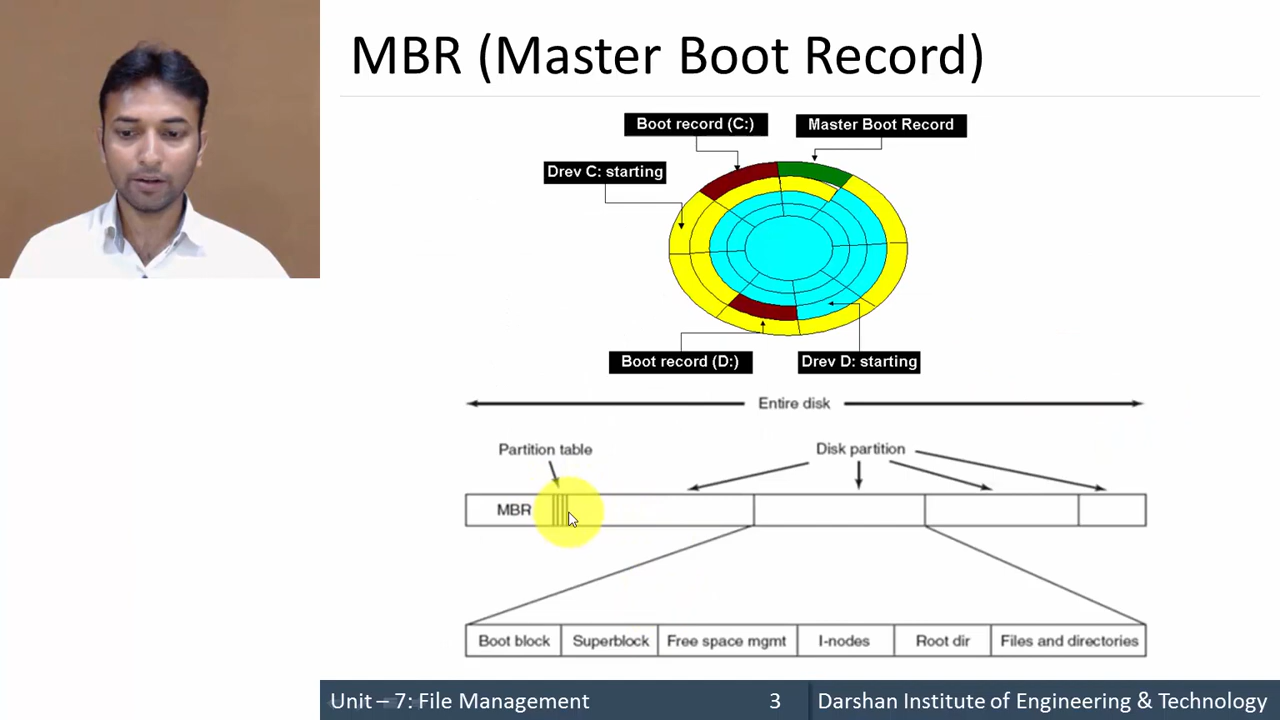 MBR (Master Boot Record)
Boot record (C:)
Master Boot Record
Drev C: starting
Boot record (D:)
Drev D: starting
Entire disk
Partition table
Disk partition
MBR
Boot block
Superblock
Free space mgmt
I-nodes
Root dir
Files and directories
Unit – 7: File Management
3
Darshan Institute of Engineering & Technology